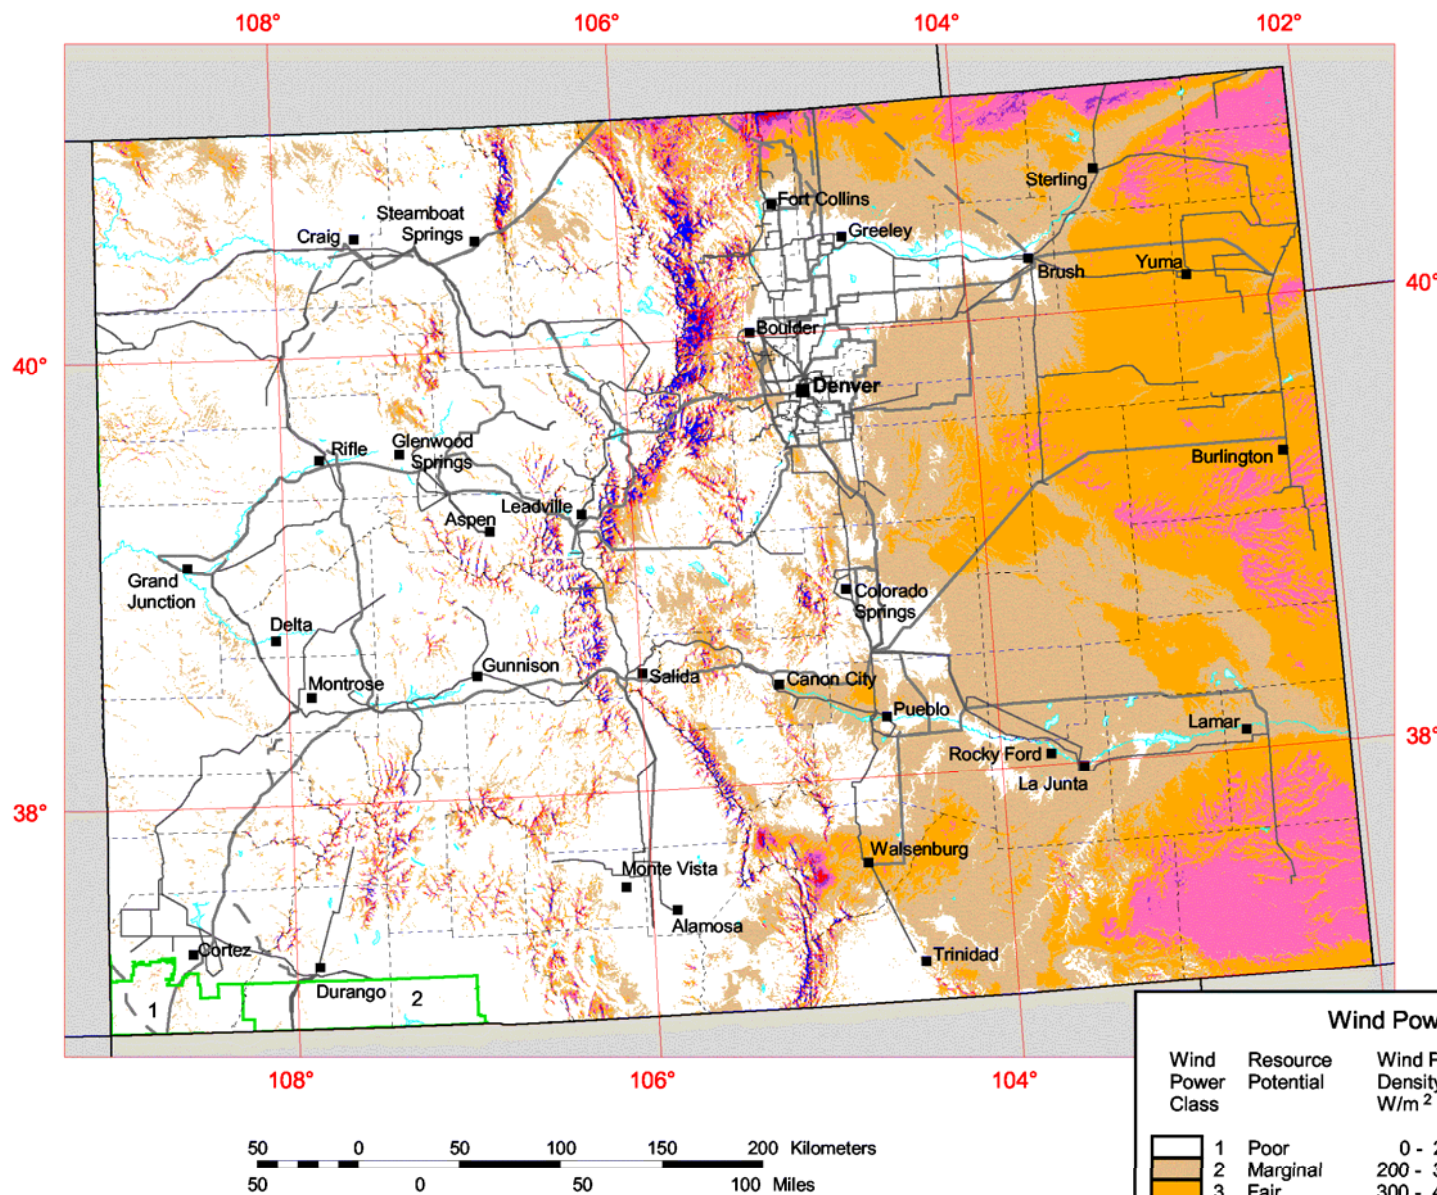 108° 106° 104° 102°
Sterling
Fort Collins
Steamboat
Springs
Craig
Greeley
Brush
Yuma
40°
Boulder
40°
Denver
Rifle
Glenwood
Springs
Burlington
Leadville
Aspen
Grand
Junction
Colorado
Springs
Delta
Gunnison
Salida
Canon City
Montrose
Pueblo
Lamar
38°
Rocky Ford
La Junta
38°
Walsenburg
Monte Vista
Alamosa
Cortez
Trinidad
Durango
1 2
108° 106° 104°
Wind Pow
Wind Resource Wind P
Power Potential Density
Class W/m 2
1 Poor 0 - 2
2 Marginal 200 - 3
3 Fair 300 - 4
50 0 50 100 150 200 Kilometers
50 0 50 100 Miles